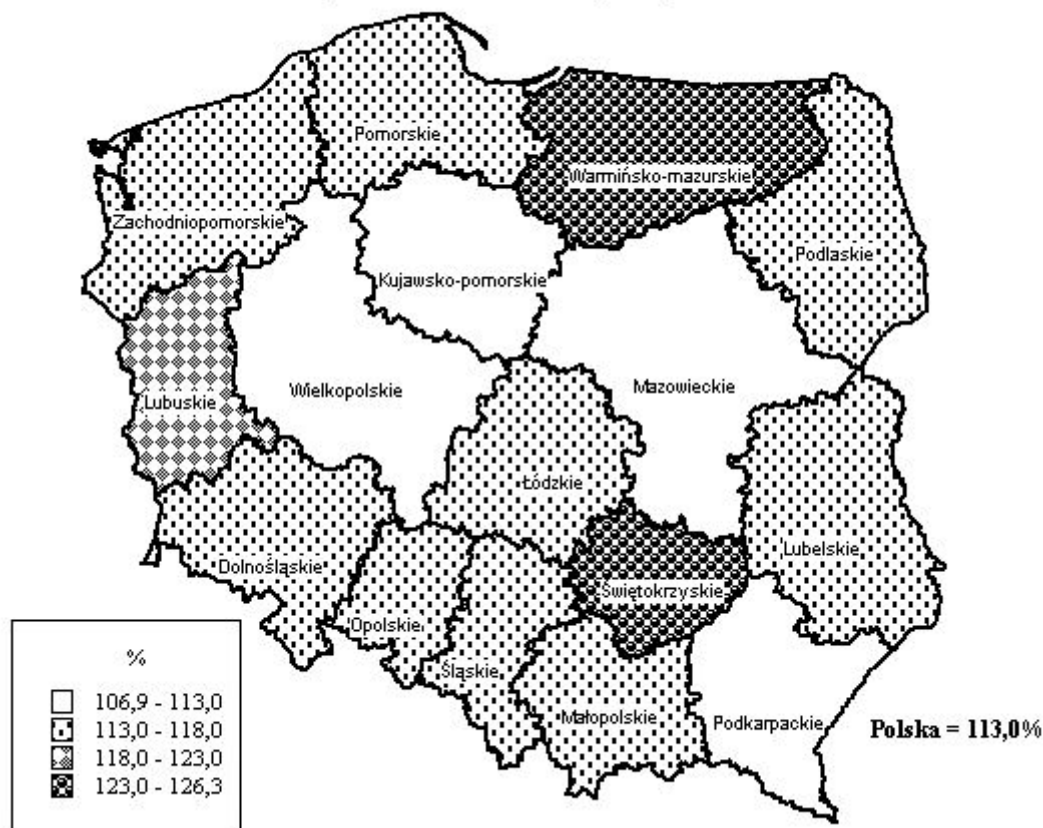 Pomorskie
Warmińsko-mazurskie
Zachodniopomorskie
Podlaskie
Kujawsko-pomorskie
Wielkopolskie
Mazowieckie
Lubuskie
Łódzkie
Lubelskie
Dolnośląskie
Świętokrzyskie
Opolskie
Śląskie
Małopolskie
Podkarpackie
Polska = 113,0%
%
106,9 - 113,0
113,0 - 118,0
118,0 - 123,0
123,0 - 126,3